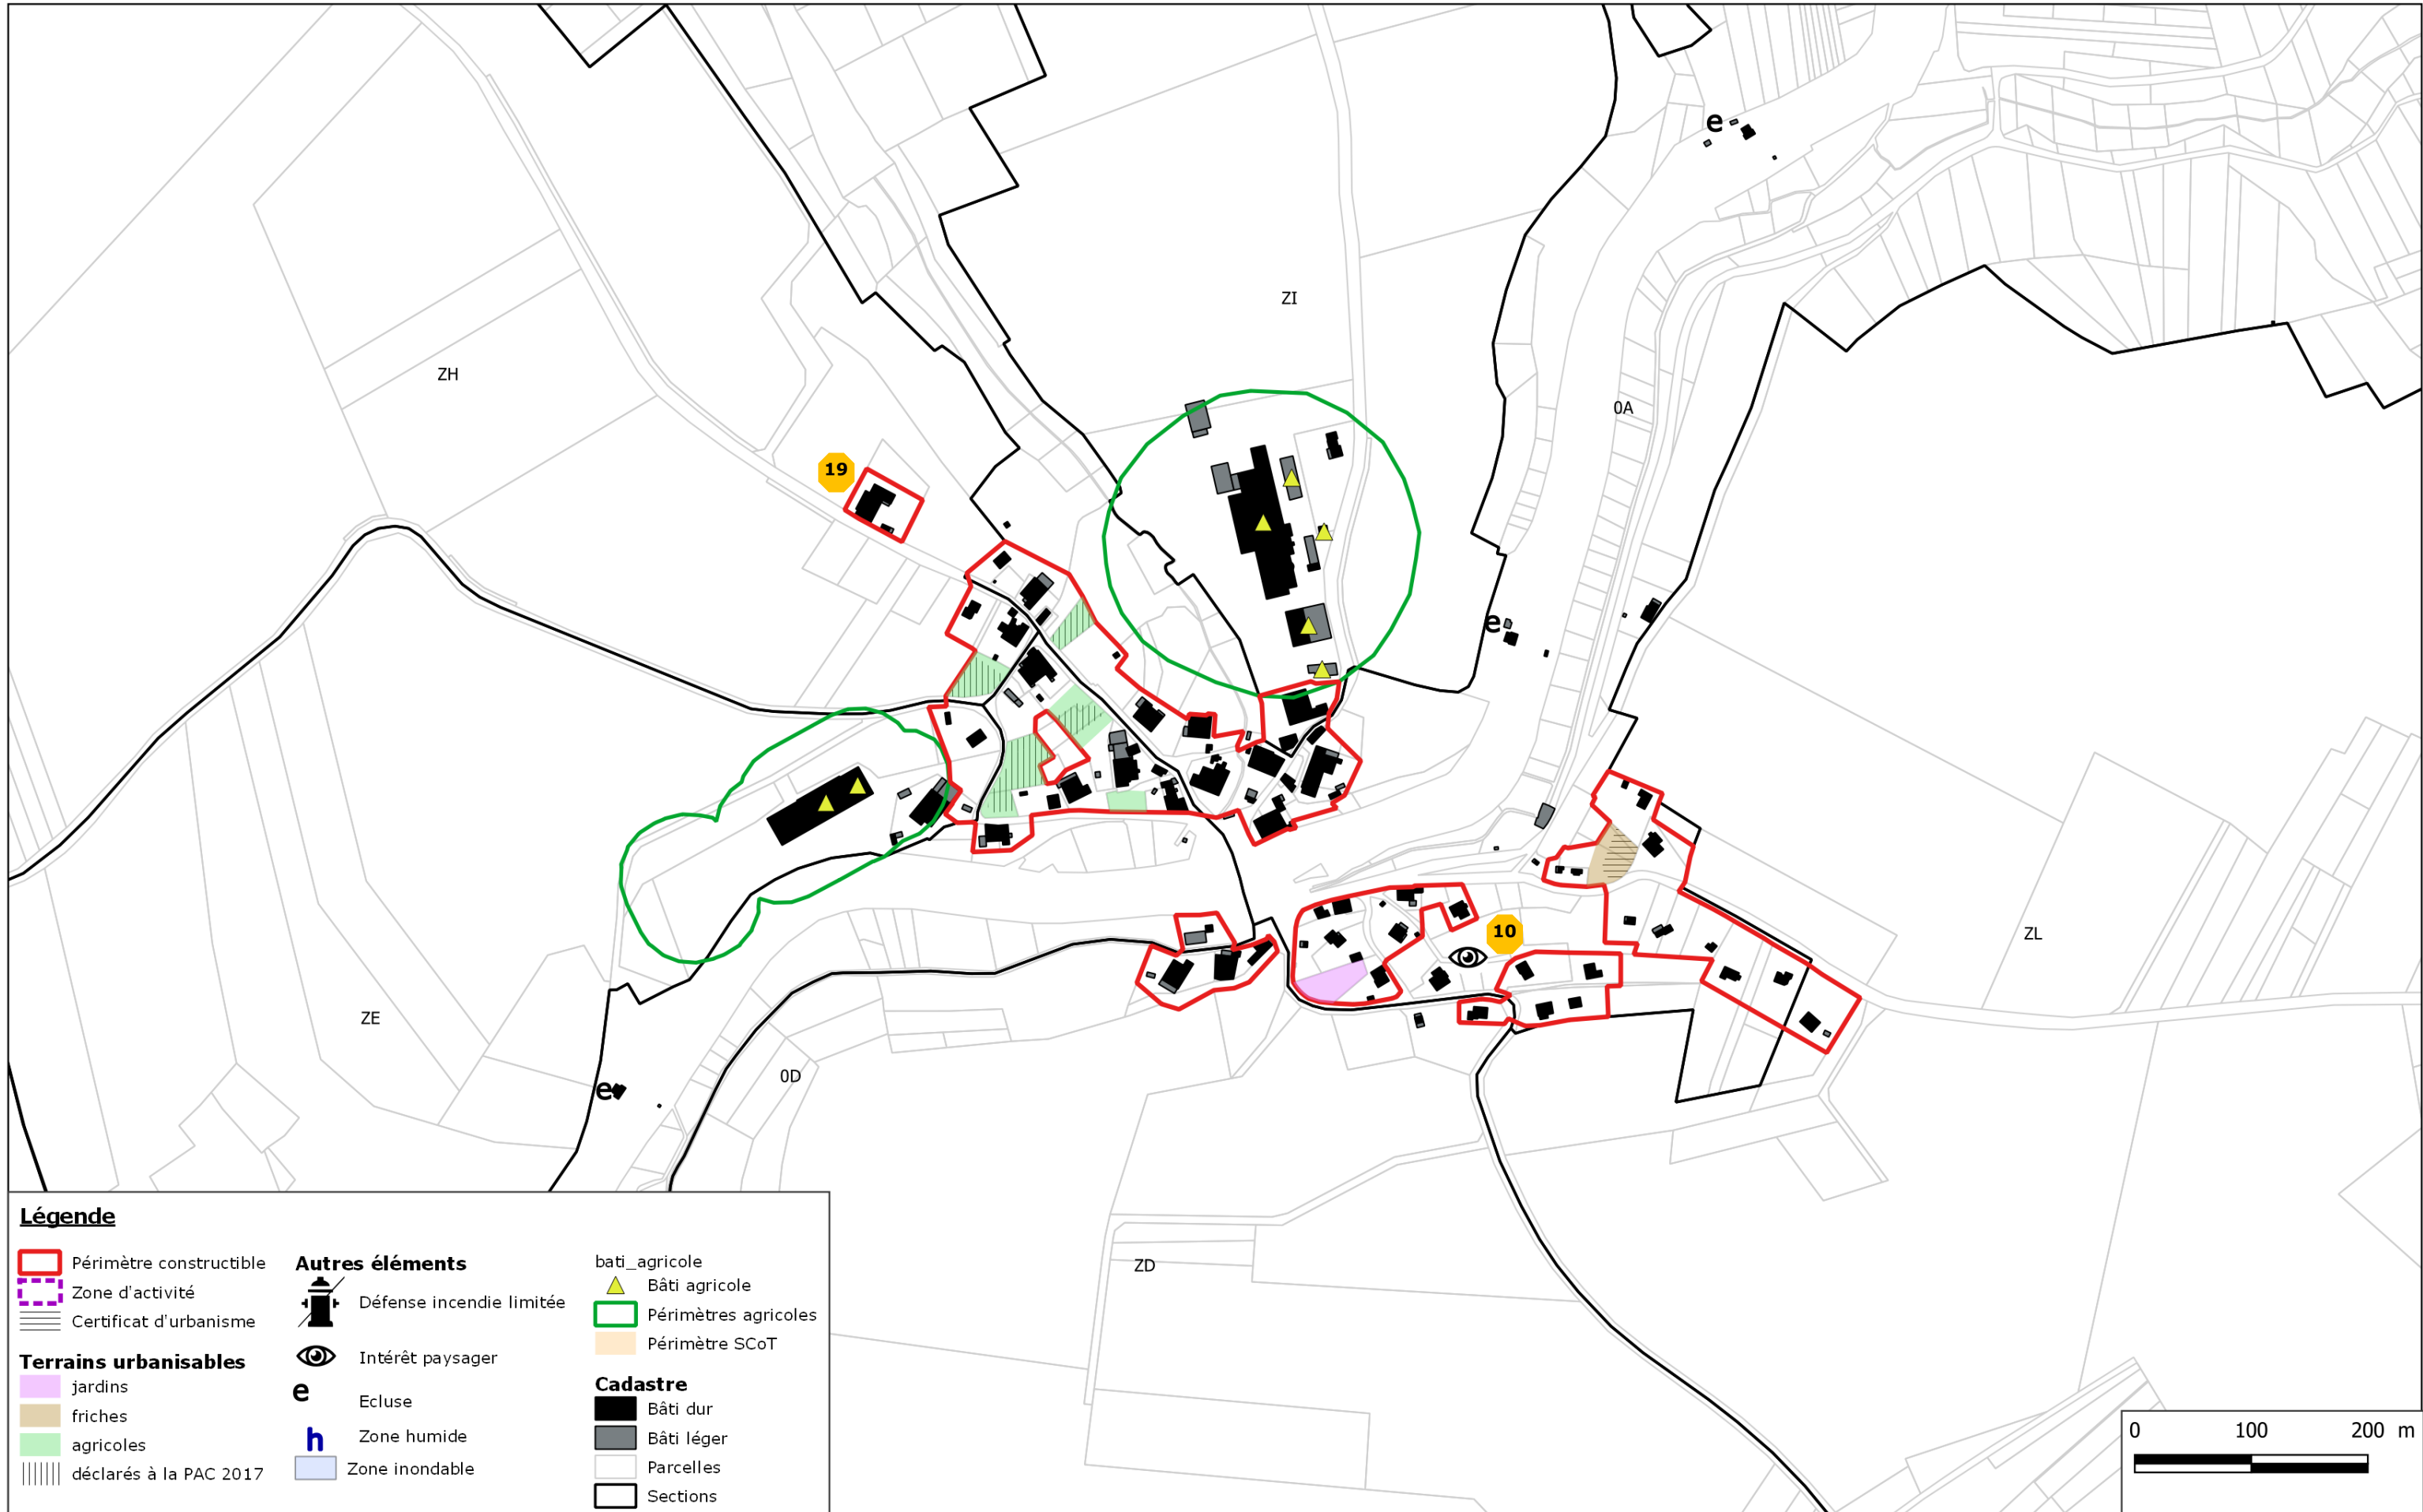 e
ZI
ZH
0A
19
e
10
ZL
ZE
e
0D
ZD
Légende
Périmètre constructible
Zone d'activité
Certificat d'urbanisme
Terrains urbanisables
jardins
friches
agricoles
déclarés à la PAC 2017
Autres éléments
Défense incendie limitée
Intérêt paysager
e Ecluse
h Zone humide
Zone inondable
bati_agricole
Bâti agricole
Périmètres agricoles
Périmètre SCoT
Cadastre
Bâti dur
Bâti léger
Parcelles
Sections
0 100 200 m